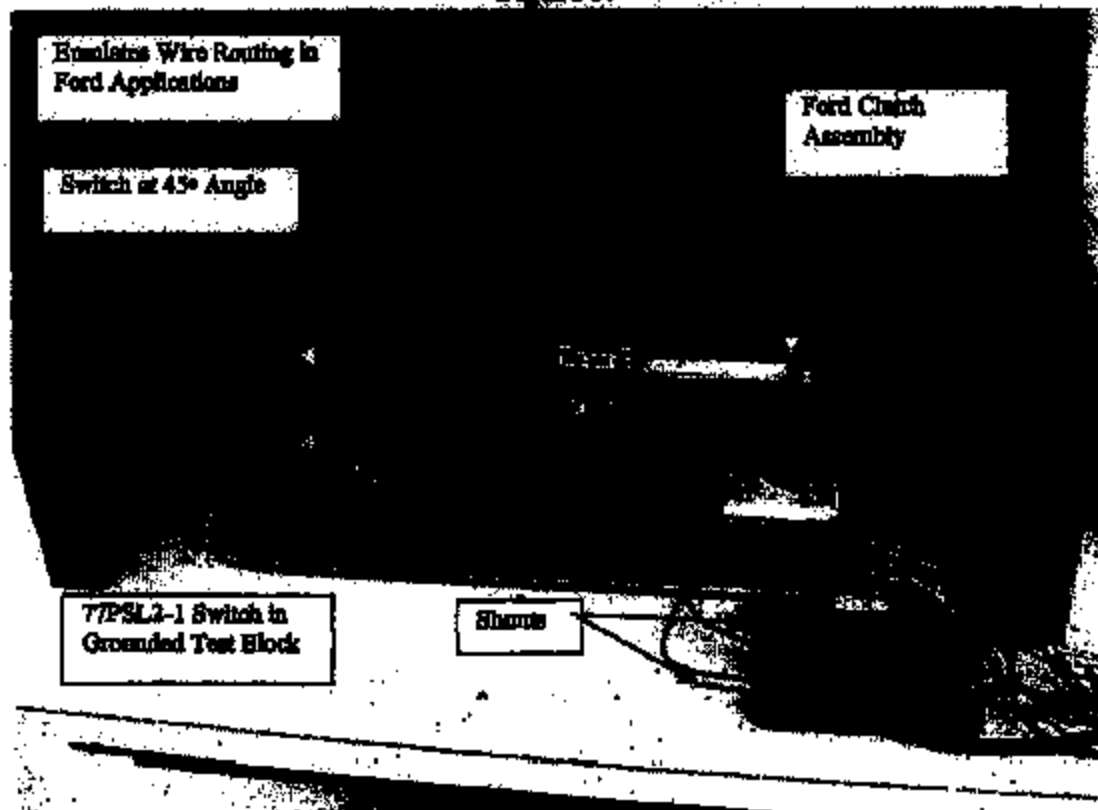 Emulates Wire Routing in
Ford Applications
Ford Clutch
Assembly
Switch at 45° Angle
77PSL2-1 Switch in
Grounded Test Block
Shunts